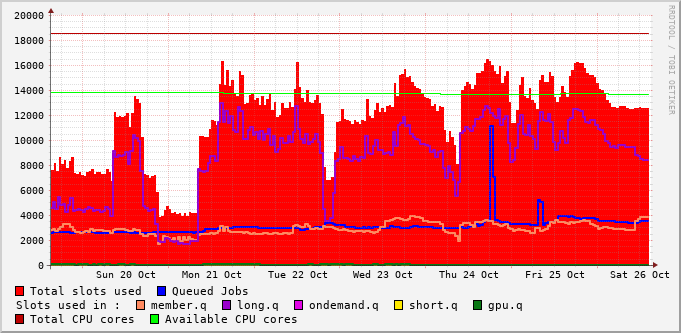 20000
18000
16000
14000
12000
10000
8000
6000
4000
2000
0
Sun 20 Oct Mon 21 Oct Tue 22 Oct Wed 23 Oct Thu 24 Oct Fri 25 Oct Sat 26 Oct
Total slots used Queued Jobs
Slots used in : member.q long.q ondemand.q short.q gpu.q
Total CPU cores Available CPU cores
RRDTOOL / TOBI OETIKER